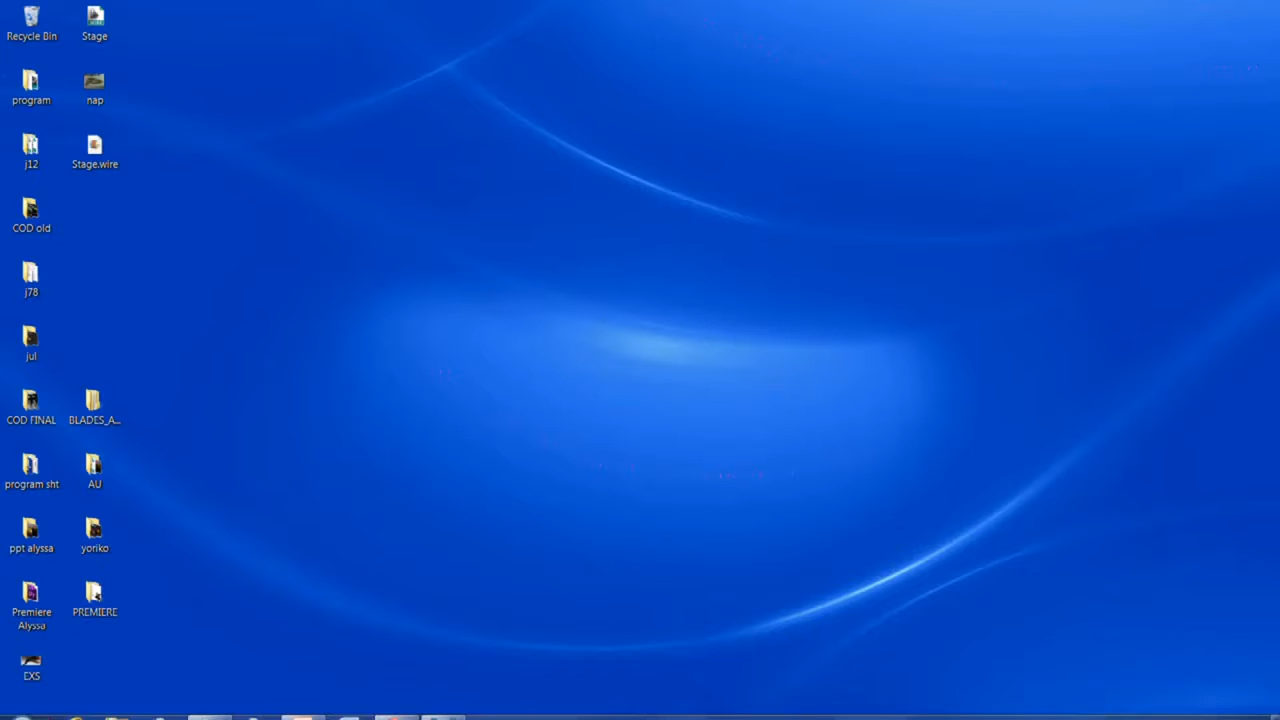 Recycle Bin
Stage
program
nap
j12
Stage.wire
COD old
j78
jul
COD FINAL
BLADES_A...
program sht
AU
ppt alyssa
yoriko
Premiere
Alyssa
PREMIERE
EXS